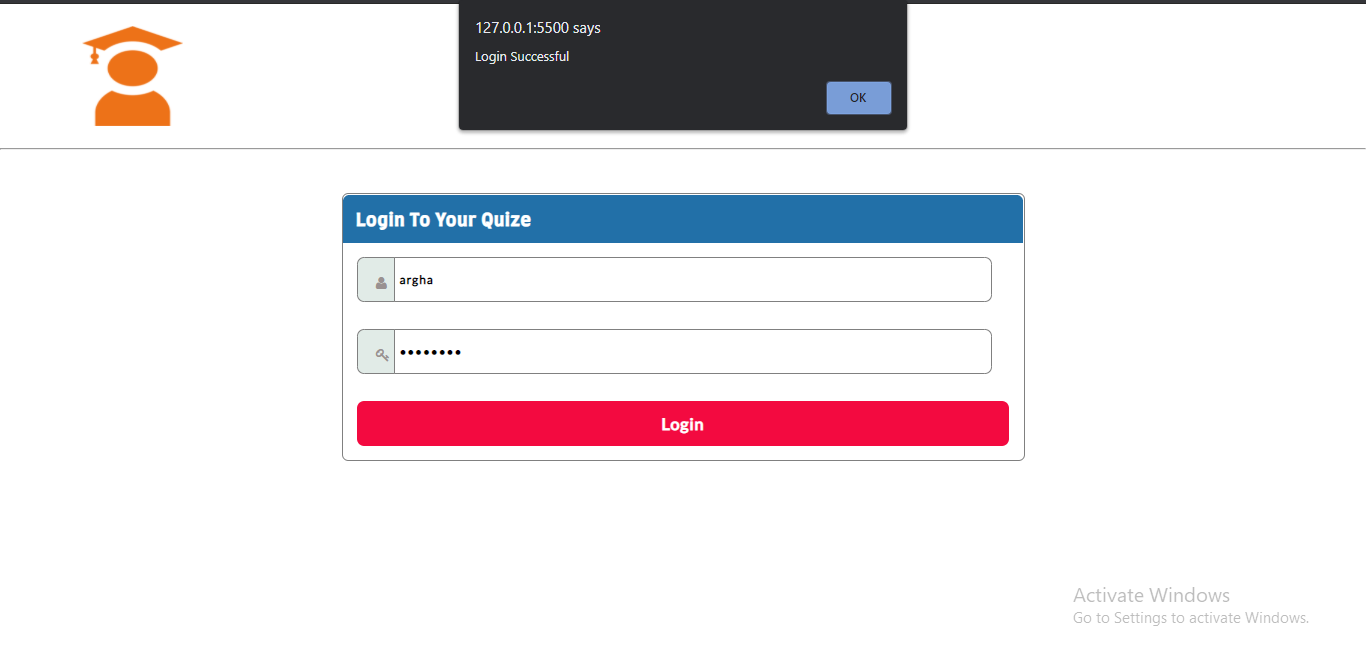 127.0.0.1:5500 says
Login Successful
OK
Login To Your Quize
argha
••••••••
Login
Activate Windows
Go to Settings to activate Windows.